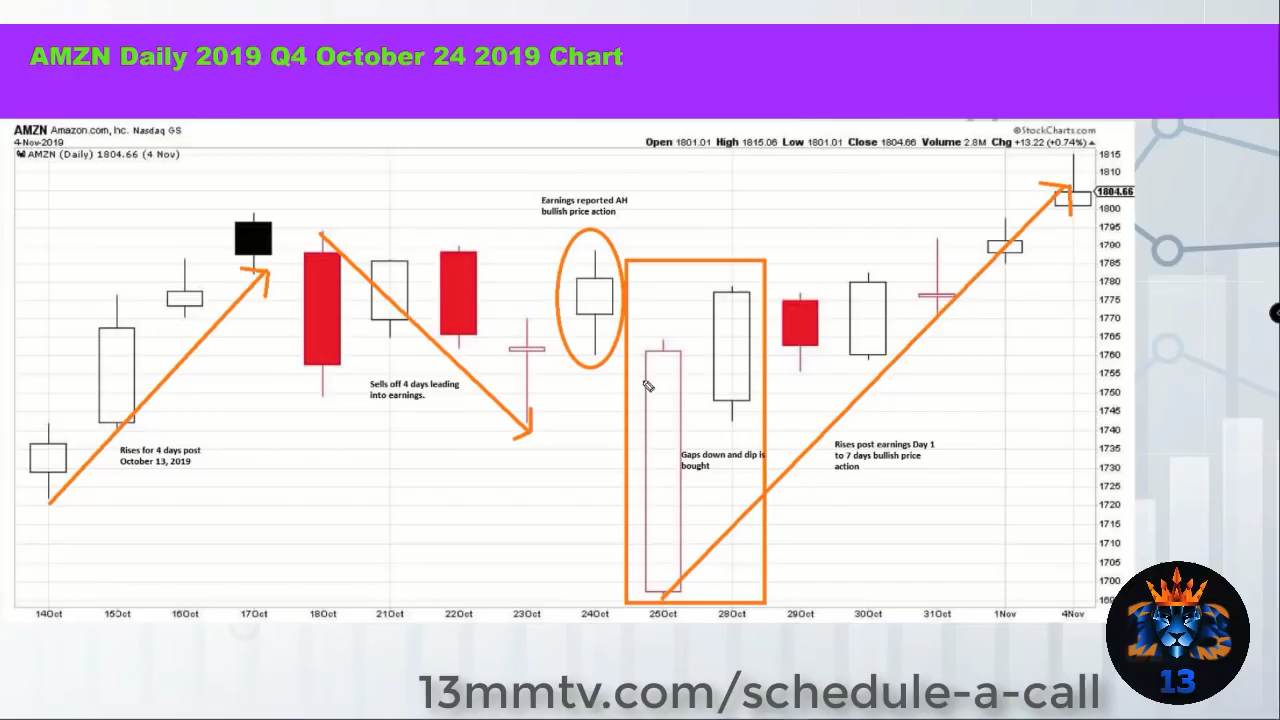 AMZN Daily 2019 Q4 October 24 2019 Chart
AMZN Amazon.com, Inc. Nasdaq GS
©StockCharts.com
4-Nov-2019
Open 1801.01 High 1815.06 Low 1801.01 Close 1804.66 Volume 2.8M Chg +13.22 (+0.74%)
AMZN (Daily) 1804.66 (4 Nov)
1815
1810
1804.66
1800
1795
1790
1785
1780
1775
1770
1765
1760
1755
1750
1745
1740
1735
1730
1725
1720
1715
1710
1705
1700
Earnings reported AH
bullish price action
Sells off 4 days leading
into earnings.
Rises for 4 days post
October 13, 2019
Gaps down and dip is
bought
Rises post earnings Day 1
to 7 days bullish price
action
14Oct 15Oct 16Oct 17Oct 18Oct 21Oct 22Oct 23Oct 24Oct 25Oct 28Oct 29Oct 30Oct 31Oct 1Nov 4Nov
13
13
13mmtv.com/schedule-a-call